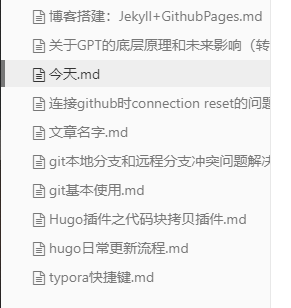 博客搭建：Jekyll+GithubPages.md
关于GPT的底层原理和未来影响（转
今天.md
连接github时connection reset的问题
文章名字.md
git本地分支和远程分支冲突问题解决
git基本使用.md
Hugo插件之代码块拷贝插件.md
hugo日常更新流程.md
typora快捷键.md